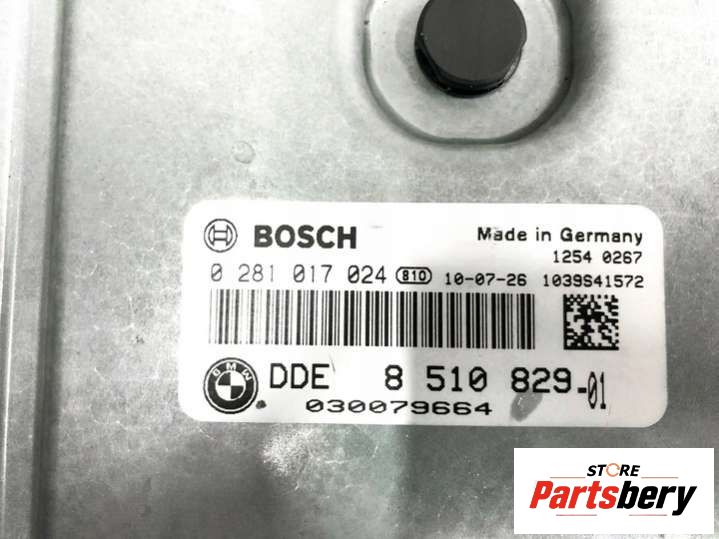 BOSCH
Made in Germany
1254 0267
0 281 017 024 810 10-07-26 1039S41572
BMW DDE 8 510 829-01
030079664
STORE
Partsbery